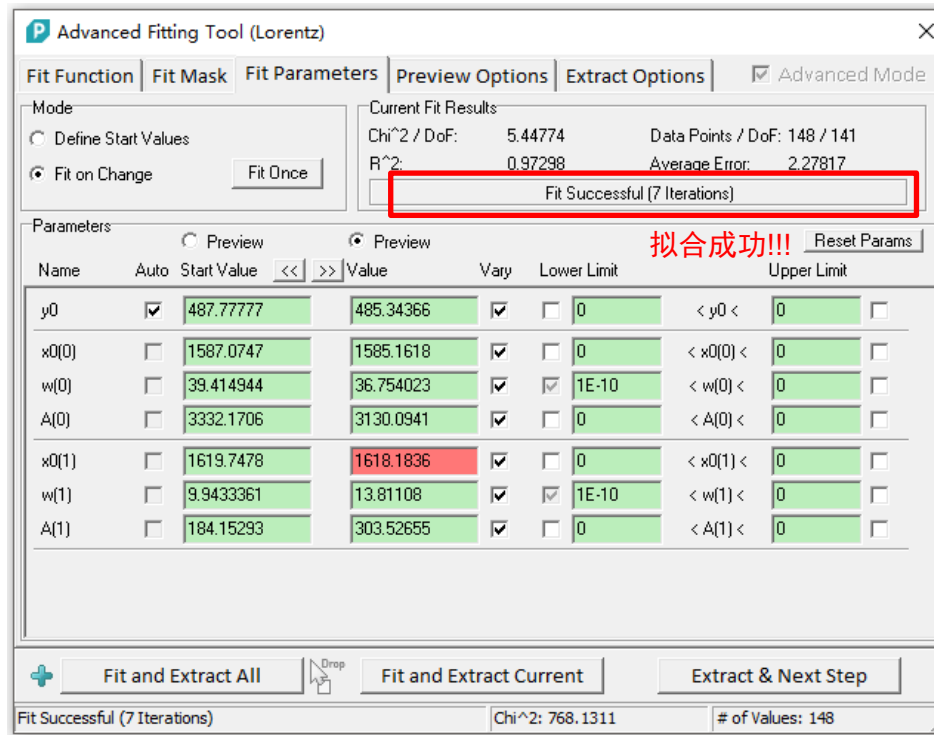 Advanced Fitting Tool (Lorentz)
Fit Function Fit Mask Fit Parameters Preview Options Extract Options Advanced Mode
Mode Current Fit Results
Define Start Values Chi^2 / DoF: 5.44774 Data Points / DoF: 148 / 141
Fit on Change Fit Once R^2: 0.97298 Average Error: 2.27817
Fit Successful (7 Iterations)
Parameters
Preview Preview 拟合成功!!! Reset Params
Name Auto Start Value << >> Value Vary Lower Limit Upper Limit
y0 487.77777 485.34366 0 < y0 < 0
x0(0) 1587.0747 1585.1618 0 < x0(0) < 0
w(0) 39.414944 36.754023 1E-10 < w(0) < 0
A(0) 3332.1706 3130.0941 0 < A(0) < 0
x0(1) 1619.7478 1618.1836 0 < x0(1) < 0
w(1) 9.9433361 13.81108 1E-10 < w(1) < 0
A(1) 184.15293 303.52655 0 < A(1) < 0
Fit and Extract All Drop Fit and Extract Current Extract & Next Step
Fit Successful (7 Iterations) Chi^2: 768.1311 # of Values: 148